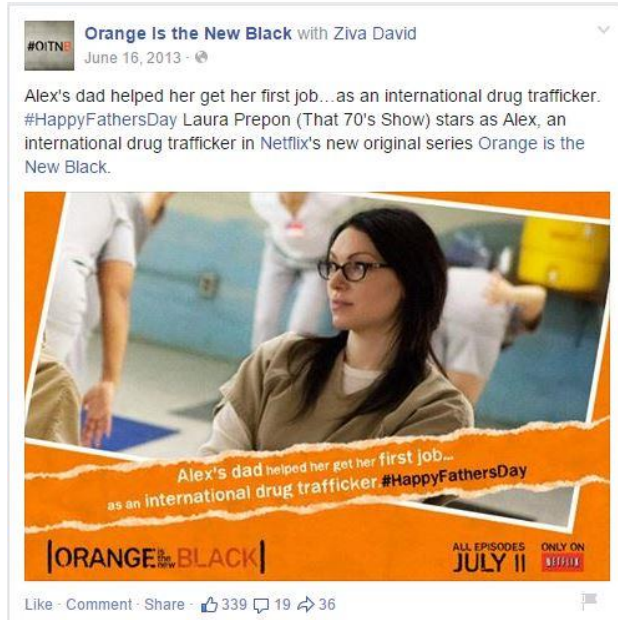 #OITNB
Orange Is the New Black with Ziva David
June 16, 2013
Alex's dad helped her get her first job...as an international drug trafficker.
#HappyFathersDay Laura Prepon (That 70's Show) stars as Alex, an
international drug trafficker in Netflix's new original series Orange is the
New Black.
Alex's dad helped her get her first job...
as an international drug trafficker #HappyFathersDay
|ORANGE is the new BLACK|
ALL EPISODES ONLY ON
JULY 11 NETFLIX
Like · Comment · Share · 339 19 36